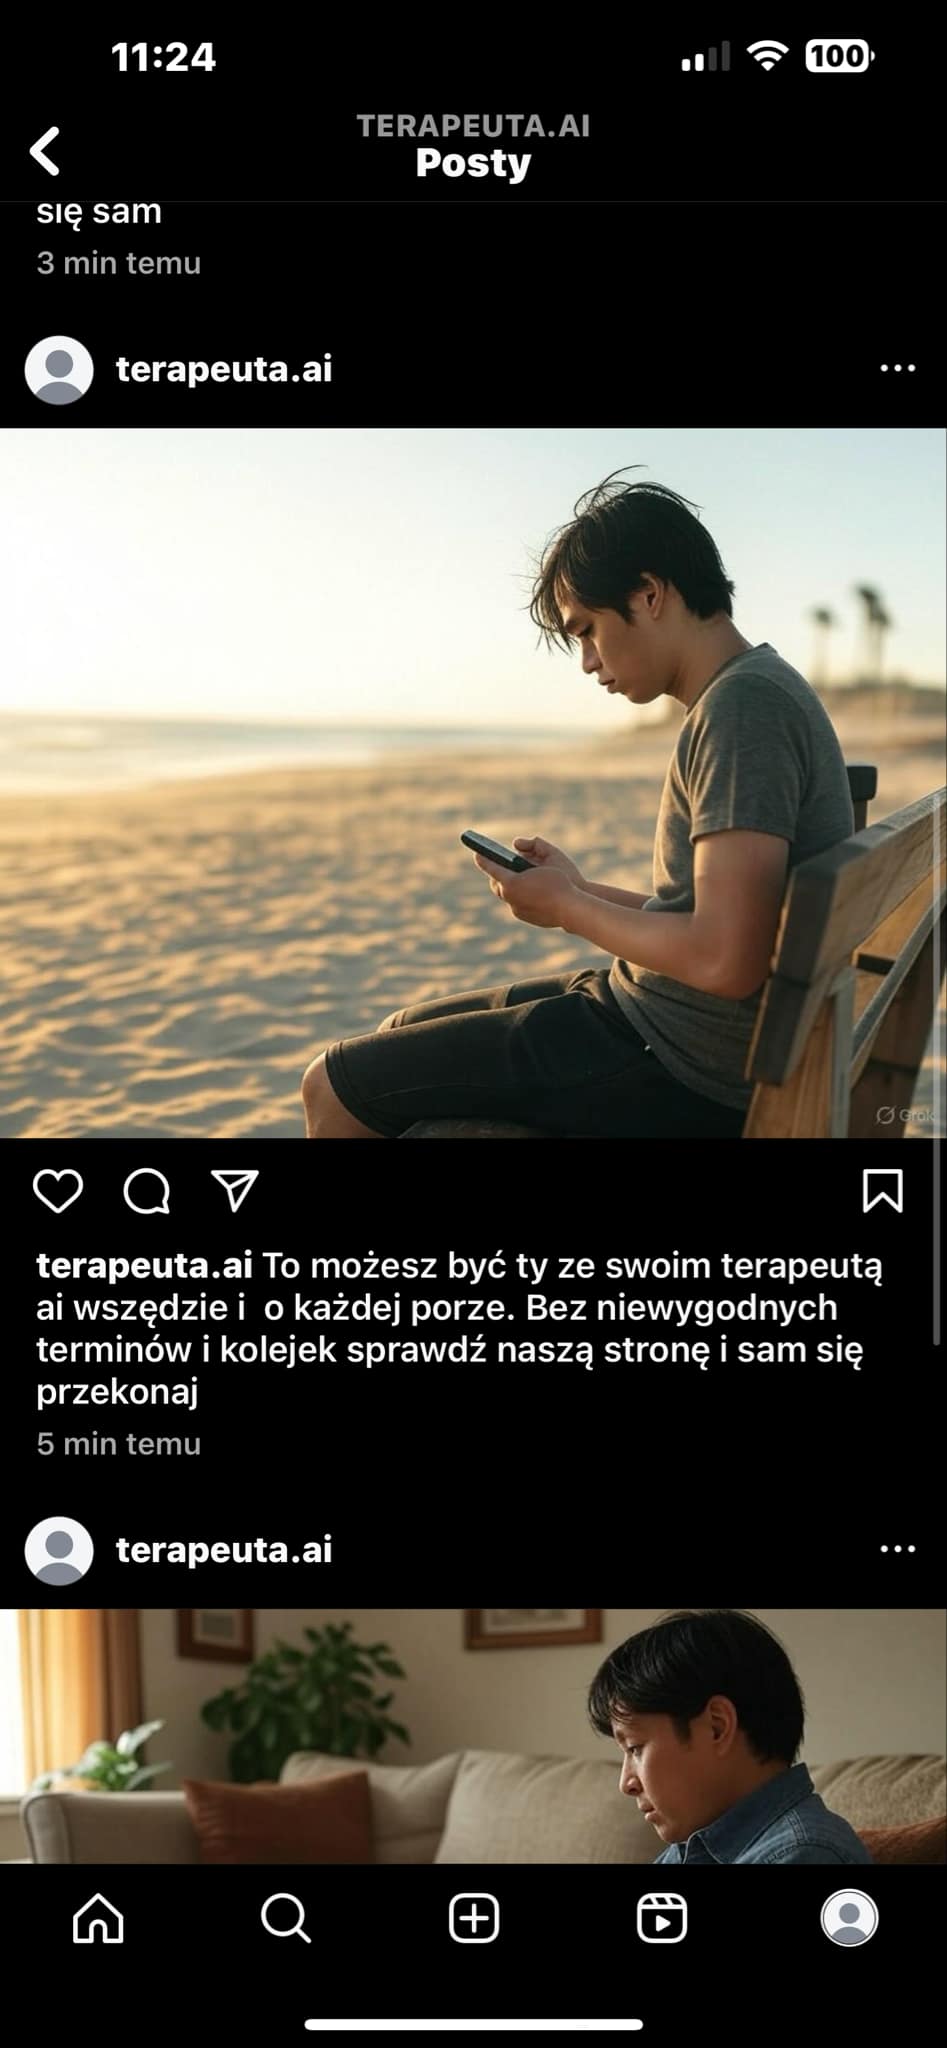 11:24
100
TERAPEUTA.AI
Posty
się sam
3 min temu
terapeuta.ai
Grok
terapeuta.ai To możesz być ty ze swoim terapeutą
ai wszędzie i  o każdej porze. Bez niewygodnych
terminów i kolejek sprawdź naszą stronę i sam się
przekonaj
5 min temu
terapeuta.ai